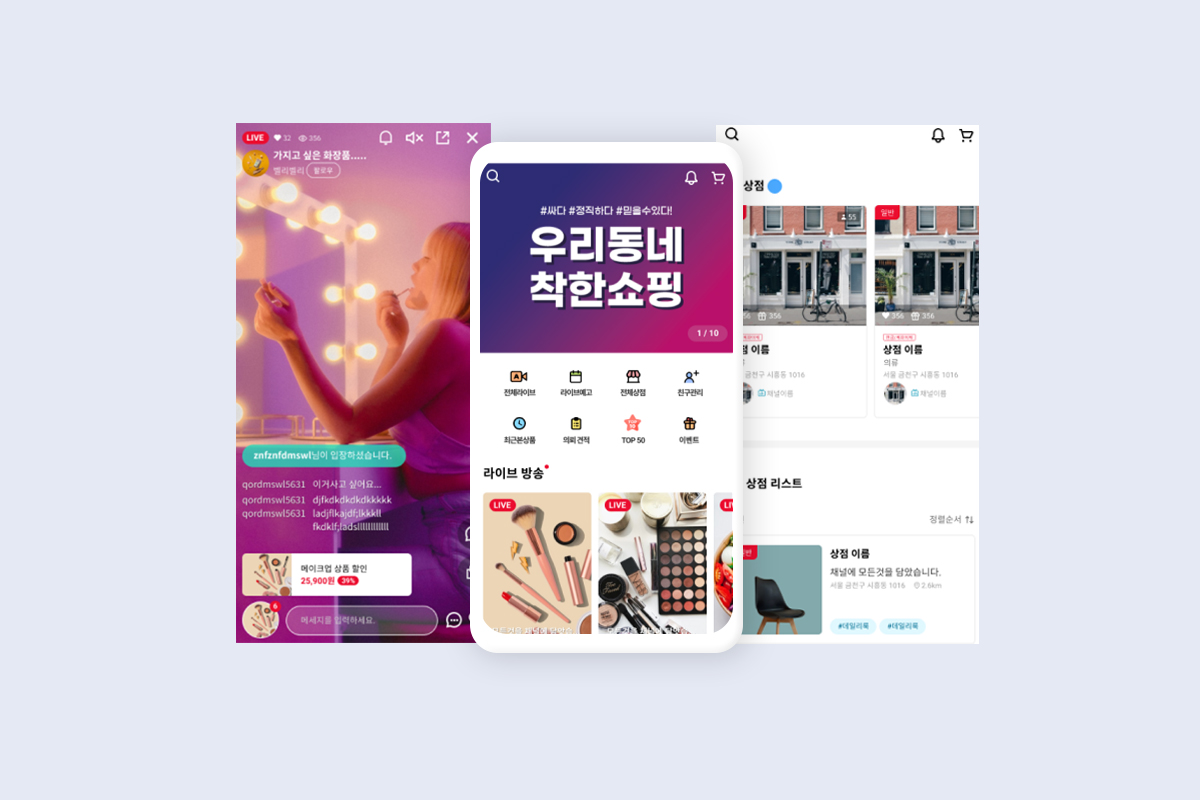 LIVE 32 356
가지고 싶은 화장품.....
벨리벨리 팔로우
znfznfdmswl님이 입장하셨습니다.
qordmswl5631 이거사고 싶어요...
qordmswl5631 djfkdkdkdkdkkkkk
qordmswl5631 ladjflkajdf;lkkkll
fkdklf;ladslllllllllllll
메이크업 상품 할인
25,900원 39%
6
메세지를 입력하세요.
#싸다 #정직하다 #믿을수있다!
우리동네
착한쇼핑
1 / 10
전체라이브 라이브예고 전체상점 친구관리
최근본상품 의뢰 견적 TOP 50 이벤트
라이브 방송
LIVE LIVE
상점
55 일반
356 356 356
상점 이름
의류
서울 금천구 시흥동 1016
채널이름
이름
금천구 시흥동 1016
채널이름
상점 리스트
정렬순서
상점 이름
채널에 모든것을 담았습니다.
서울 금천구 시흥동 1016 2.6km
#데일리룩 #데일리룩